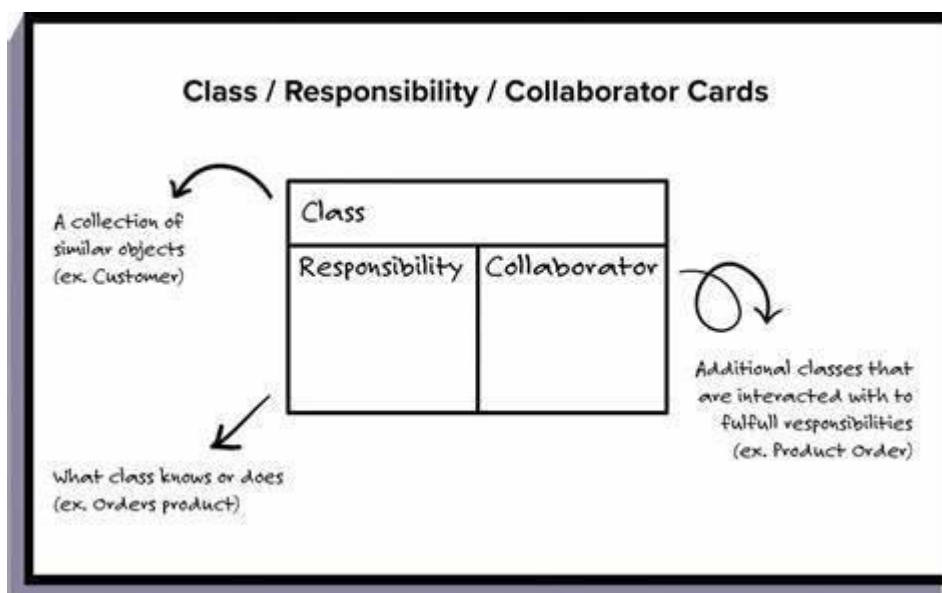 Class / Responsibility / Collaborator Cards
A collection of
similar objects
(ex. Customer)
Class
Responsibility
Collaborator
What class knows or does
(ex. Orders product)
Additional classes that
are interacted with to
fulfull responsibilities
(ex. Product Order)